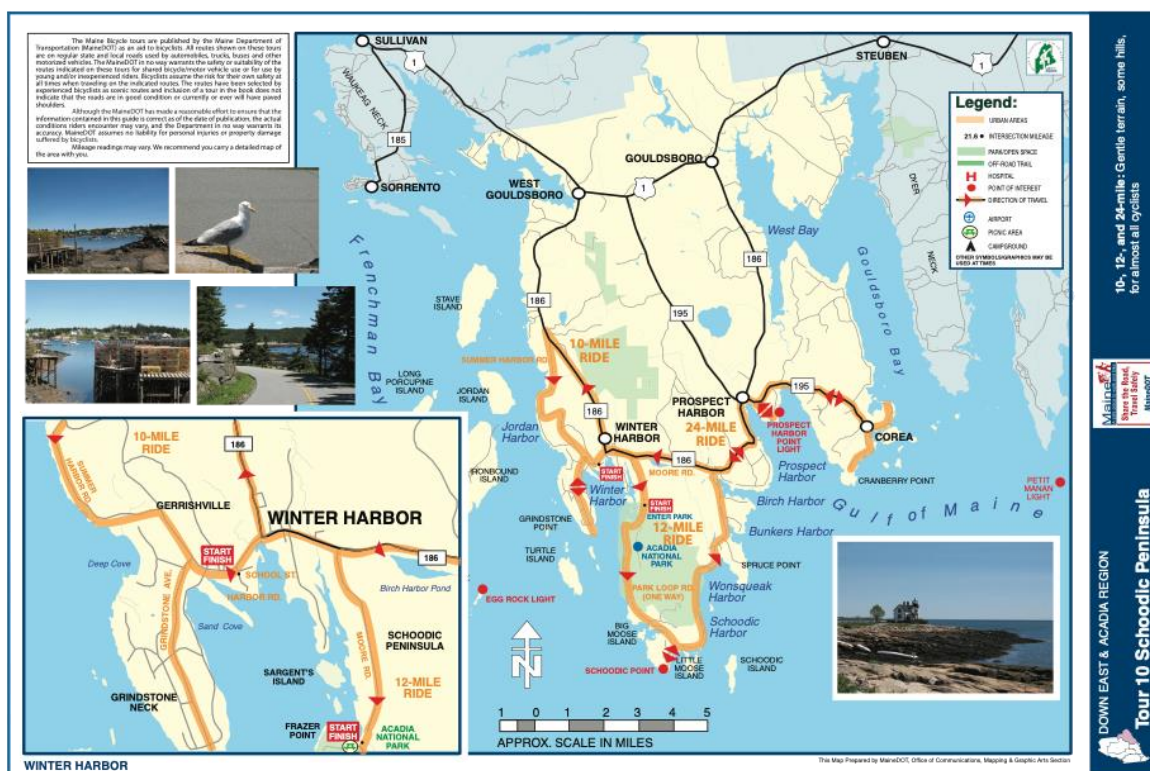 The Maine Bicycle tours are published by the Maine Department of
Transportation (MaineDOT) as an aid to bicyclists. All routes shown on these tours
are on regular state and local roads used by automobiles, trucks, buses and other
motorized vehicles. The MaineDOT in no way warrants the safety or suitability of the
routes indicated on these tours for shared bicycle/motor vehicle use or for use by
young and/or inexperienced riders. Bicyclists assume the risk for their own safety at
all times when traveling on the indicated routes. The routes have been selected by
experienced bicyclists as scenic routes and inclusion of a tour in the book does not
indicate that the roads are in good condition or currently or ever will have paved
shoulders.
Although the MaineDOT has made a reasonable effort to ensure that the
information contained in this guide is correct as of the date of publication, the actual
conditions riders encounter may vary, and the Department in no way warrants its
accuracy. MaineDOT assumes no liability for personal injuries or property damage
suffered by bicyclists.
Mileage readings may vary. We recommend you carry a detailed map of
the area with you.
SULLIVAN
1
STEUBEN
1
WAUKEAG NECK
185
SORRENTO
WEST
GOULDSBORO
GOULDSBORO
1
Legend:
URBAN AREAS
21.6 • INTERSECTION MILEAGE
PARK/OPEN SPACE
OFF-ROAD TRAIL
H HOSPITAL
POINT OF INTEREST
DIRECTION OF TRAVEL
AIRPORT
PICNIC AREA
CAMPGROUND
OTHER SYMBOLS/GRAPHICS MAY BE
USED AT TIMES
DYER
NECK
Frenchman Bay
West Bay
Gouldsboro Bay
186
186
195
STAVE
ISLAND
SUMMER HARBOR RD.
10-MILE
RIDE
LONG
PORCUPINE
ISLAND
JORDAN
ISLAND
Jordan
Harbor
186
WINTER
HARBOR
PROSPECT
HARBOR
24-MILE
RIDE
195
COREA
PROSPECT
HARBOR
POINT
LIGHT
186
MOORE RD.
IRONBOUND
ISLAND
START
FINISH
Winter
Harbor
START
FINISH
ENTER PARK
12-MILE
RIDE
Prospect
Harbor
CRANBERRY POINT
PETIT
MANAN
LIGHT
Birch Harbor
Gulf of Maine
Bunkers Harbor
GRINDSTONE
POINT
TURTLE
ISLAND
ACADIA
NATIONAL
PARK
SPRUCE POINT
EGG ROCK LIGHT
PARK LOOP RD.
(ONE WAY)
Wonsqueak
Harbor
BIG
MOOSE
ISLAND
Schoodic
Harbor
SCHOODIC POINT
LITTLE
MOOSE
ISLAND
SCHOODIC
ISLAND
N
1 0 1 2 3 4 5
APPROX. SCALE IN MILES
This Map Prepared by MaineDOT, Office of Communications, Mapping & Graphic Arts Section
10-MILE
RIDE
186
SUMMER
HARBOR RD.
GERRISHVILLE
WINTER HARBOR
START
FINISH
186
Deep Cove
SCHOOL ST.
HARBOR RD.
Birch Harbor Pond
GRINDSTONE AVE.
Sand Cove
MOORE RD.
SCHOODIC
PENINSULA
SARGENT'S
ISLAND
12-MILE
RIDE
GRINDSTONE
NECK
FRAZER
POINT
START
FINISH
ACADIA
NATIONAL
PARK
WINTER HARBOR
10-, 12-, and 24-mile: Gentle terrain, some hills,
for almost all cyclists
Maine
Share the Road,
Travel Safely
MaineDOT
DOWN EAST & ACADIA REGION
Tour 10 Schoodic Peninsula